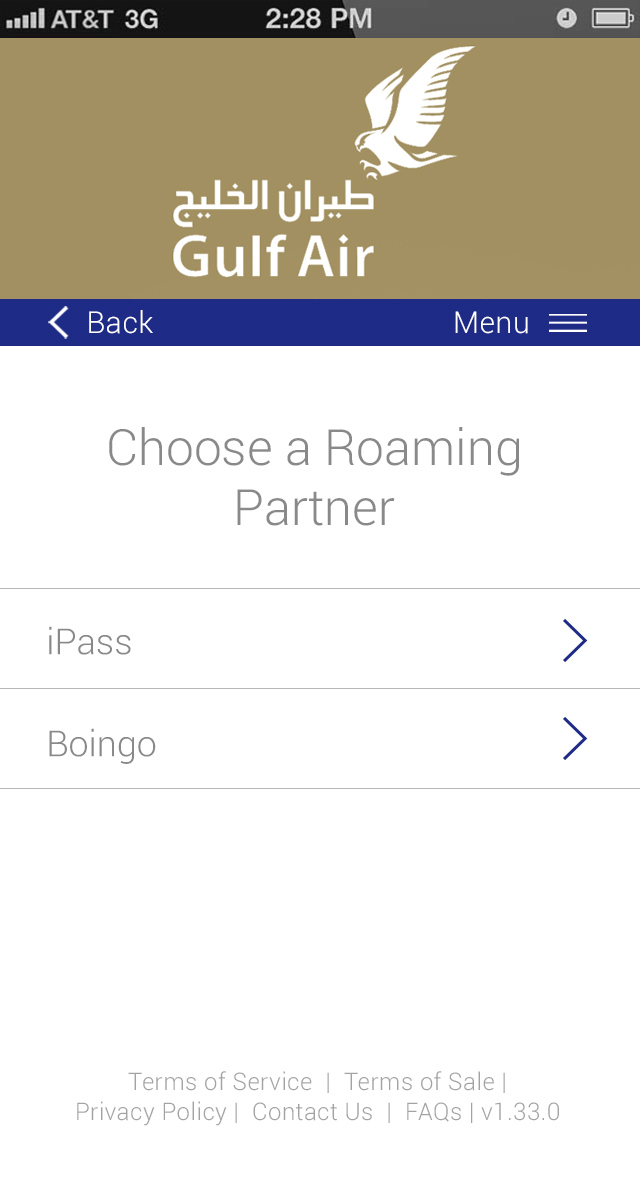 AT&T 3G 2:28 PM
طيران الخليج
Gulf Air
Back Menu
Choose a Roaming
Partner
iPass
Boingo
Terms of Service | Terms of Sale |
Privacy Policy | Contact Us | FAQs | v1.33.0